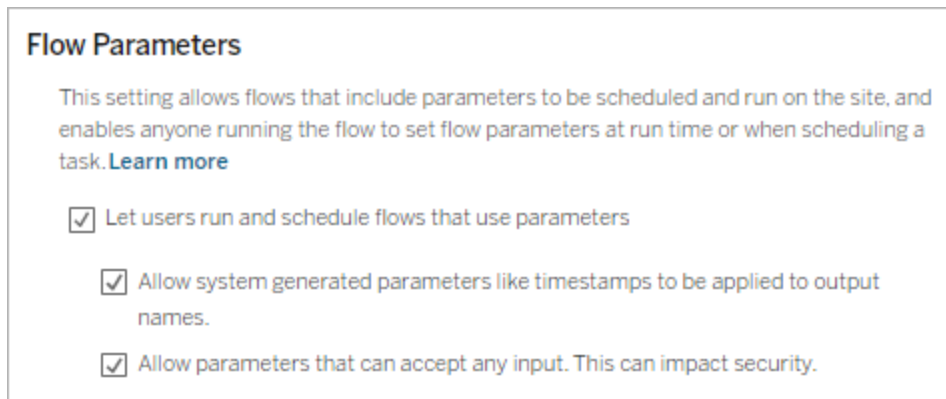 Flow Parameters
This setting allows flows that include parameters to be scheduled and run on the site, and
enables anyone running the flow to set flow parameters at run time or when scheduling a
task. Learn more
Let users run and schedule flows that use parameters
Allow system generated parameters like timestamps to be applied to output
names.
Allow parameters that can accept any input. This can impact security.